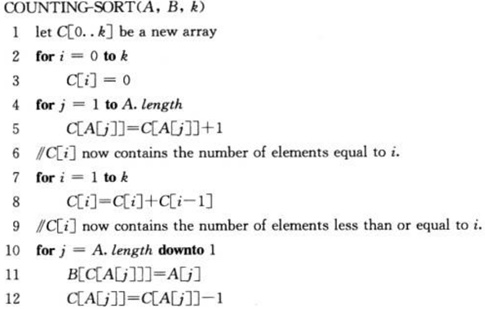 COUNTING-SORT(A, B, k)
1 let C[0..k] be a new array
2 for i = 0 to k
3 C[i] = 0
4 for j = 1 to A. length
5 C[A[j]]=C[A[j]]+1
6 //C[i] now contains the number of elements equal to i.
7 for i = 1 to k
8 C[i]=C[i]+C[i-1]
9 //C[i] now contains the number of elements less than or equal to i.
10 for j = A. length downto 1
11 B[C[A[j]]]=A[j]
12 C[A[j]]=C[A[j]]-1